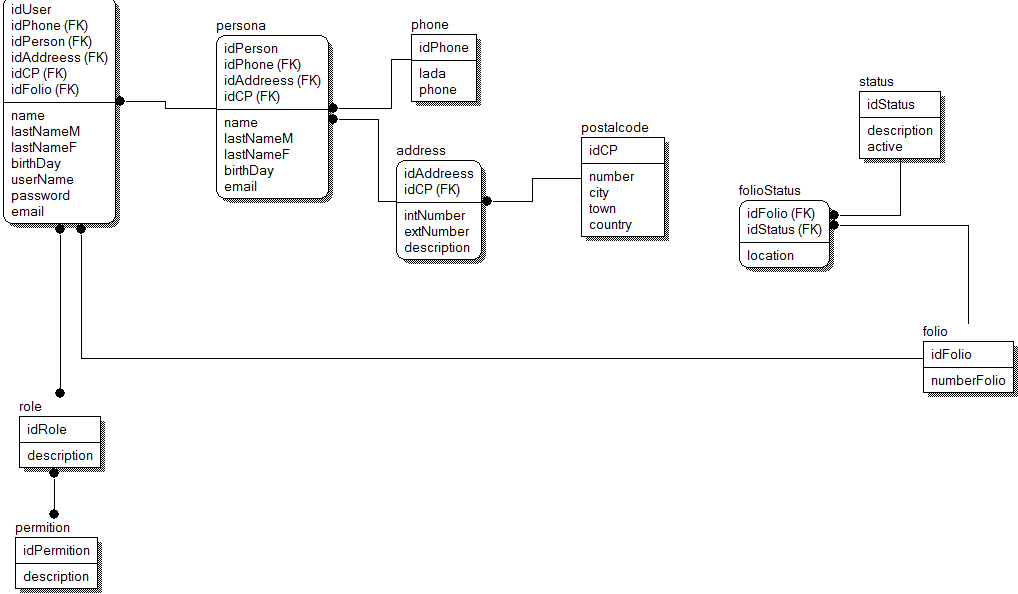 idUser
idPhone (FK)
idPerson (FK)
idAddreess (FK)
idCP (FK)
idFolio (FK)
name
lastNameM
lastNameF
birthDay
userName
password
email
persona
idPerson
idPhone (FK)
idAddreess (FK)
idCP (FK)
name
lastNameM
lastNameF
birthDay
email
phone
idPhone
lada
phone
address
idAddreess
idCP (FK)
intNumber
extNumber
description
postalcode
idCP
number
city
town
country
status
idStatus
description
active
folioStatus
idFolio (FK)
idStatus (FK)
location
folio
idFolio
numberFolio
role
idRole
description
permition
idPermition
description